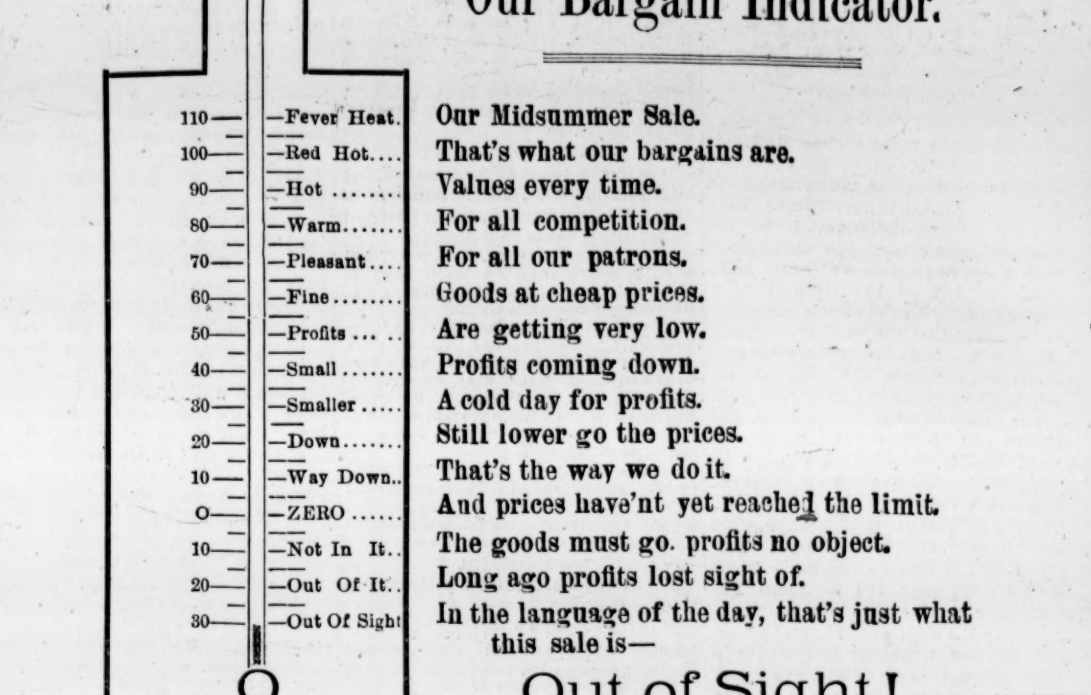 Our Bargain Indicator.
110 Fever Heat. Our Midsummer Sale.
100 Red Hot.... That's what our bargains are.
90 Hot ....... Values every time.
80 Warm....... For all competition.
70 Pleasant.... For all our patrons.
60 Fine........ Goods at cheap prices.
50 Profits ... . Are getting very low.
40 Small ...... Profits coming down.
30 Smaller .... A cold day for profits.
20 Down....... Still lower go the prices.
10 Way Down.. That's the way we do it.
0 ZERO ...... And prices have'nt yet reached the limit.
10 Not In It.. The goods must go. profits no object.
20 Out Of It.. Long ago profits lost sight of.
30 Out Of Sight In the language of the day, that's just what
this sale is—
Out of Sight!